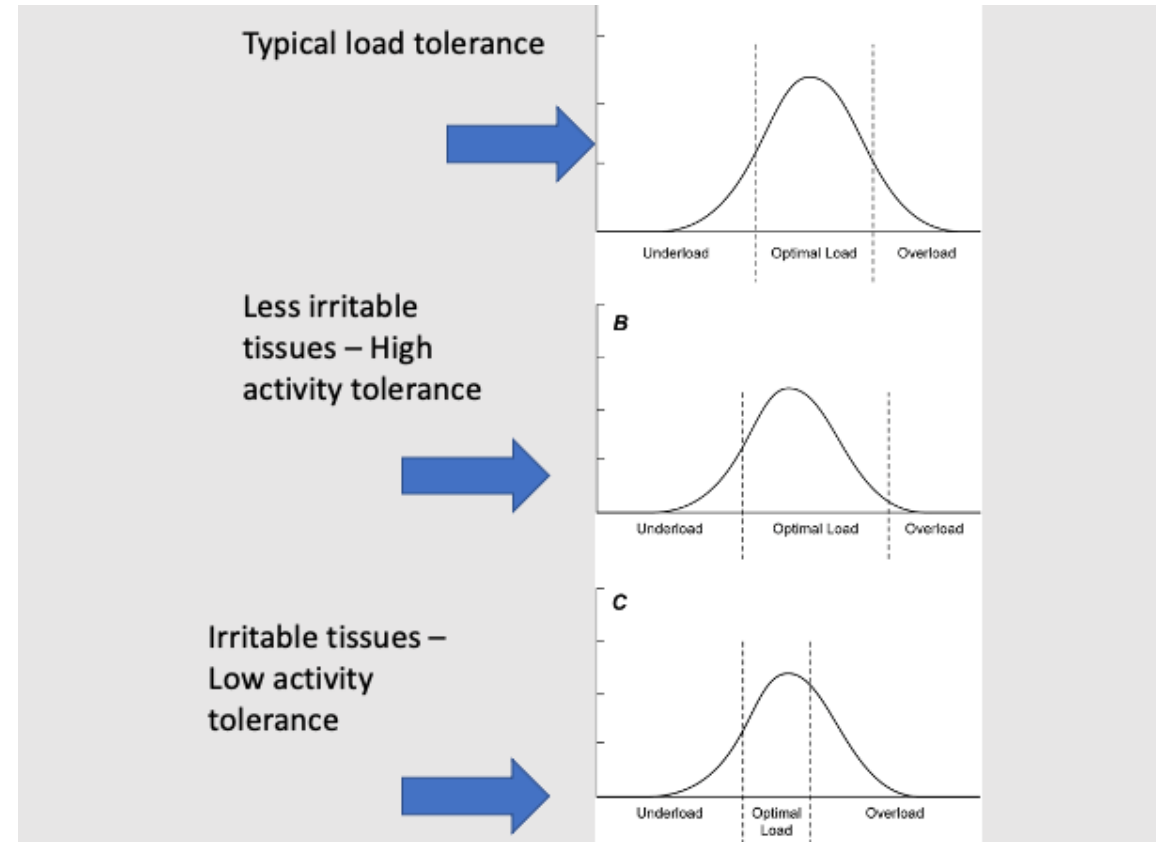 Typical load tolerance
Underload Optimal Load Overload
Less irritable
tissues – High
activity tolerance
B
Underload Optimal Load Overload
Irritable tissues –
Low activity
tolerance
C
Underload Optimal Overload
Load